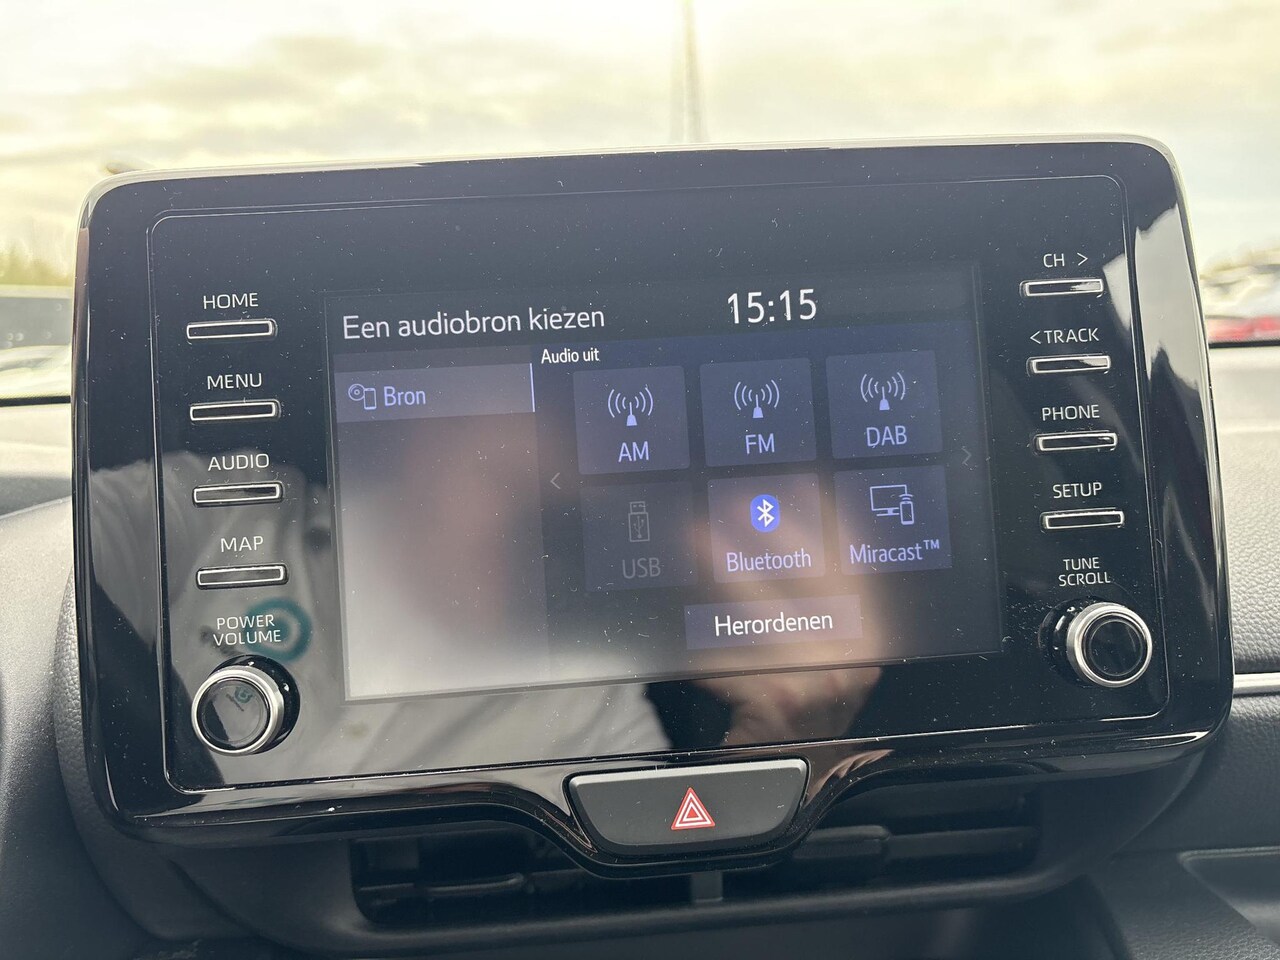 HOME
MENU
AUDIO
MAP
POWER
VOLUME
Een audiobron kiezen
15:15
Bron
Audio uit
AM
FM
DAB
USB
Bluetooth
Miracast™
Herordenen
CH >
< TRACK
PHONE
SETUP
TUNE
SCROLL